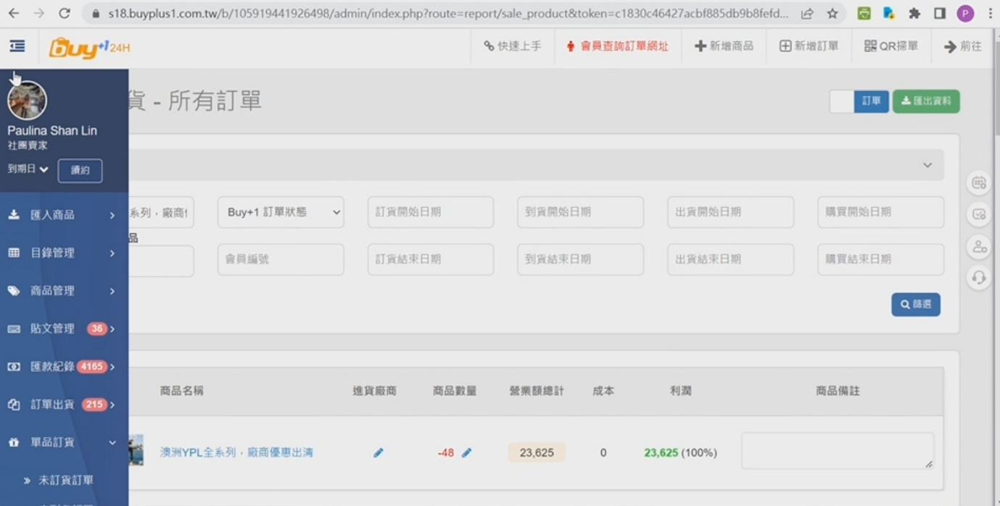 s18.buyplus1.com.tw/b/105919441926498/admin/index.php?route=report/sale_product&token=c1830c46427acbf885db9b8fefd...
P
buy+1 24H
快速上手
會員查詢訂單網址
新增商品
新增訂單
QR掃單
前往
貨 - 所有訂單
訂單
匯出資料
Paulina Shan Lin
社團賣家
到期日
續約
匯入商品
目錄管理
商品管理
貼文管理 36
匯款紀錄 4165
訂單出貨 215
單品訂貨
未訂貨訂單
系列，廠商
Buy+1 訂單狀態
訂貨開始日期
到貨開始日期
出貨開始日期
購買開始日期
品
會員編號
訂貨結束日期
到貨結束日期
出貨結束日期
購買結束日期
篩選
商品名稱
進貨廠商
商品數量
營業額總計
成本
利潤
商品備註
澳洲YPL全系列，廠商優惠出清
-48
23,625
0
23,625 (100%)